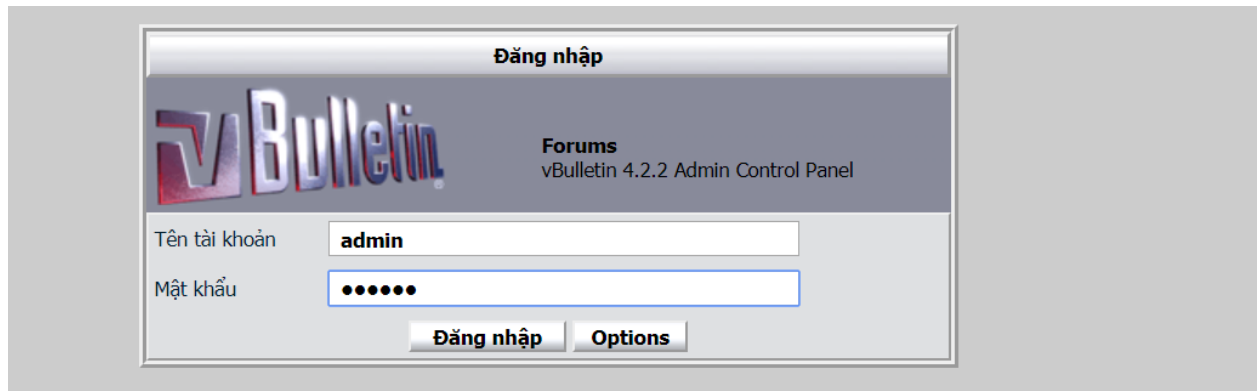 Đăng nhập
vBulletin
Forums
vBulletin 4.2.2 Admin Control Panel
Tên tài khoản admin
Mật khẩu ●●●●●●
Đăng nhập Options